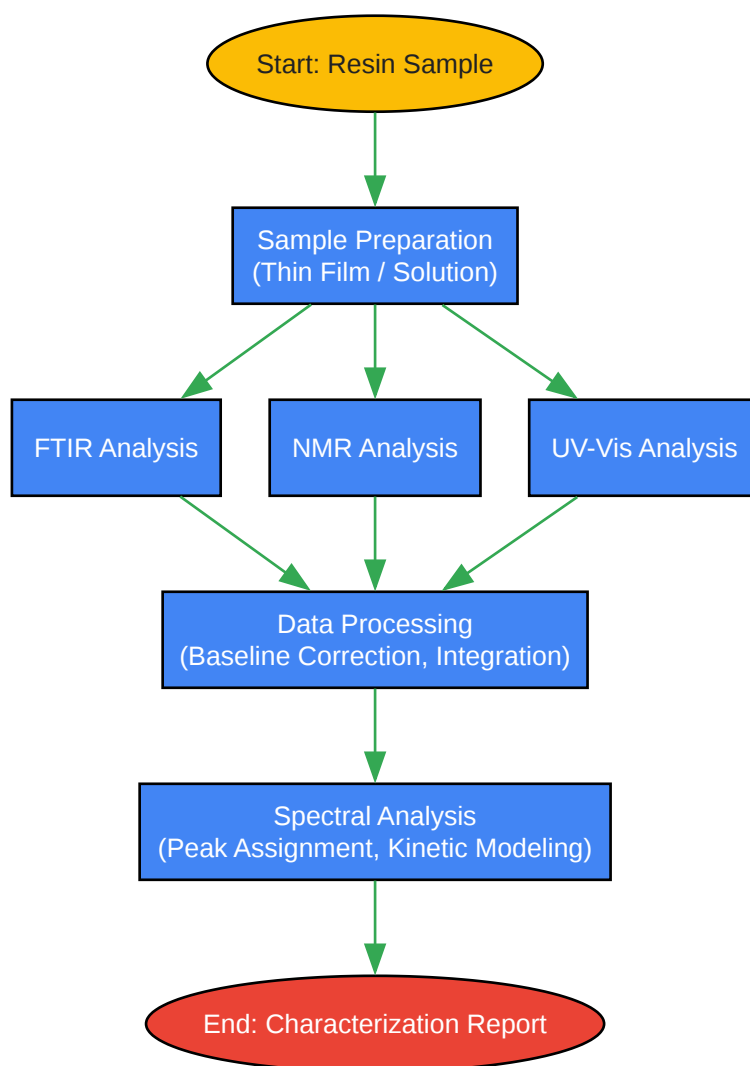 Start: Resin Sample
Sample Preparation
(Thin Film / Solution)
FTIR Analysis
NMR Analysis
UV-Vis Analysis
Data Processing
(Baseline Correction, Integration)
Spectral Analysis
(Peak Assignment, Kinetic Modeling)
End: Characterization Report